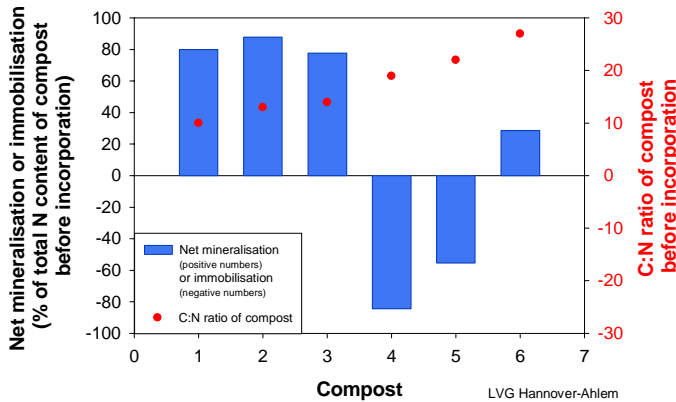 Net mineralisation or immobilisation
(% of total N content of compost
before incorporation)
100
80
60
40
20
0
-20
-40
-60
-80
-100
30
20
10
0
-10
-20
-30
C:N ratio of compost
before incorporation
Net mineralisation
(positive numbers)
or immobilisation
(negative numbers)
C:N ratio of compost
0 1 2 3 4 5 6 7
Compost
LVG Hannover-Ahlem